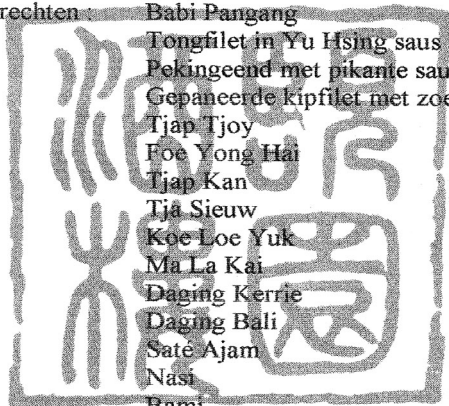 rechten : Babi Pangang
Tongfilet in Yu Hsing saus
Pekingeend met pikante sau
Gepaneerde kipfilet met zoe
Tjap Tjoy
Foe Yong Hai
Tjap Kan
Tja Sieuw
Koe Loe Yuk
Ma La Kai
Daging Kerrie
Daging Bali
Saté Ajam
Nasi
Bami